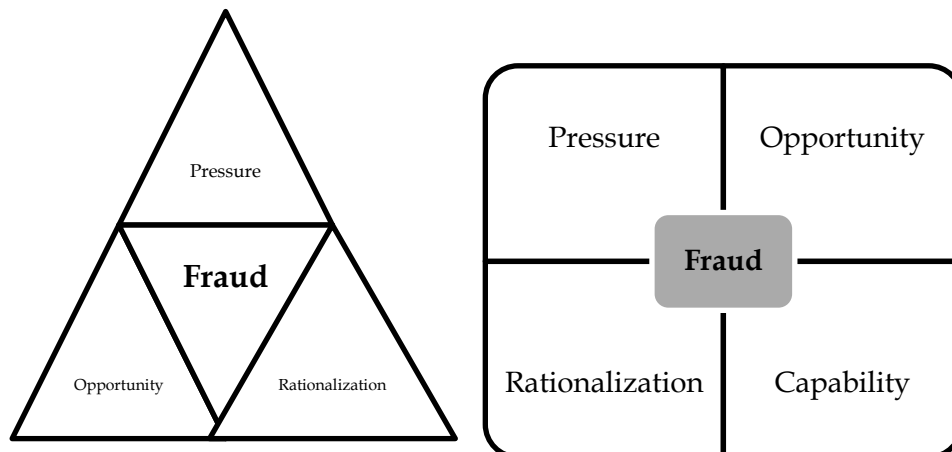 Pressure
Fraud
Opportunity
Rationalization
Pressure
Opportunity
Fraud
Rationalization
Capability